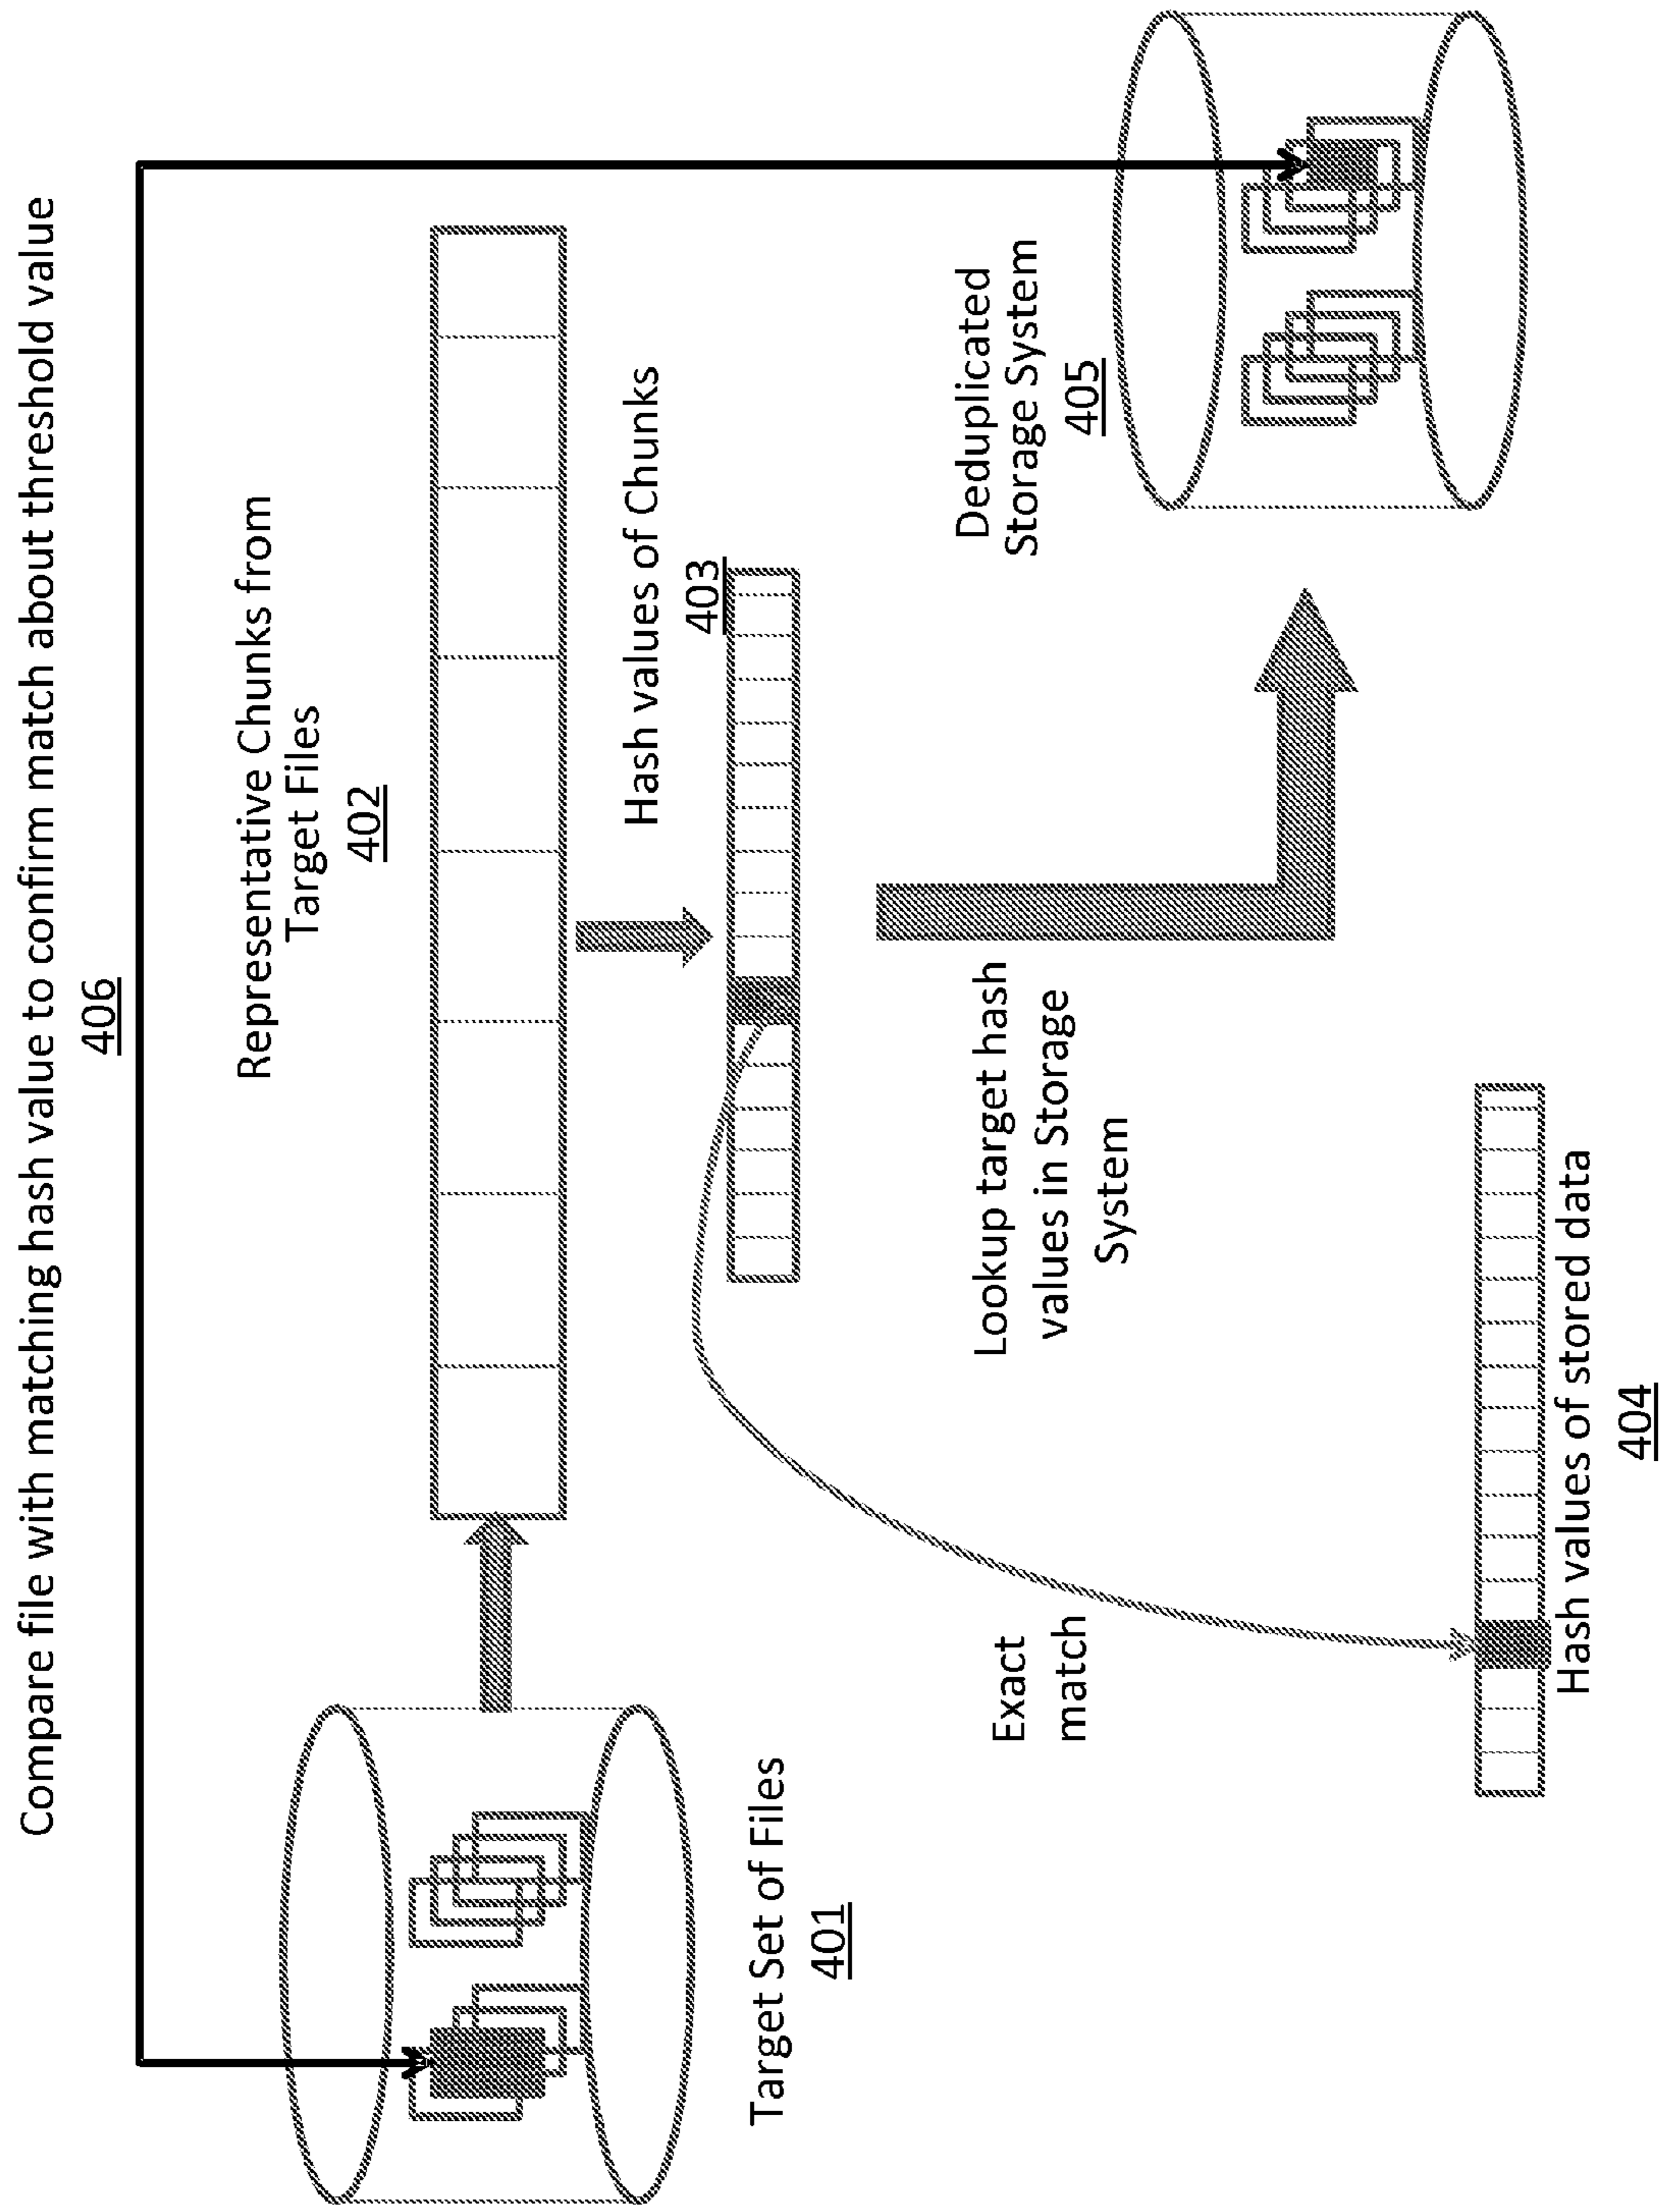 Compare file with matching hash value to confirm match about threshold value
406
Representative Chunks from
Target Files
402
Hash values of Chunks
403
Target Set of Files
401
Lookup target hash
values in Storage
System
Deduplicated
Storage System
405
Exact
match
Hash values of stored data
404